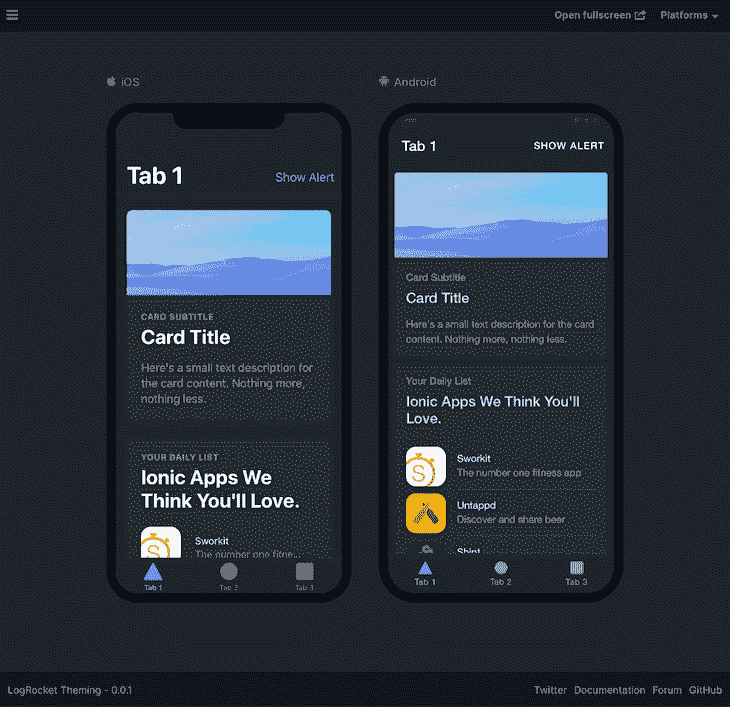 Open fullscreen Platforms
iOS
Tab 1 Show Alert
CARD SUBTITLE
Card Title
Here's a small text description for
the card content. Nothing more,
nothing less.
YOUR DAILY LIST
Ionic Apps We
Think You'll Love.
Sworkit
The number one fitne...
Tab 1 Tab 2 Tab 3
Android
Tab 1 SHOW ALERT
Card Subtitle
Card Title
Here's a small text description for the card
content. Nothing more, nothing less.
Your Daily List
Ionic Apps We Think You'll
Love.
Sworkit
The number one fitness app
Untappd
Discover and share beer
Tab 1 Tab 2 Tab 3
LogRocket Theming - 0.0.1 Twitter Documentation Forum GitHub